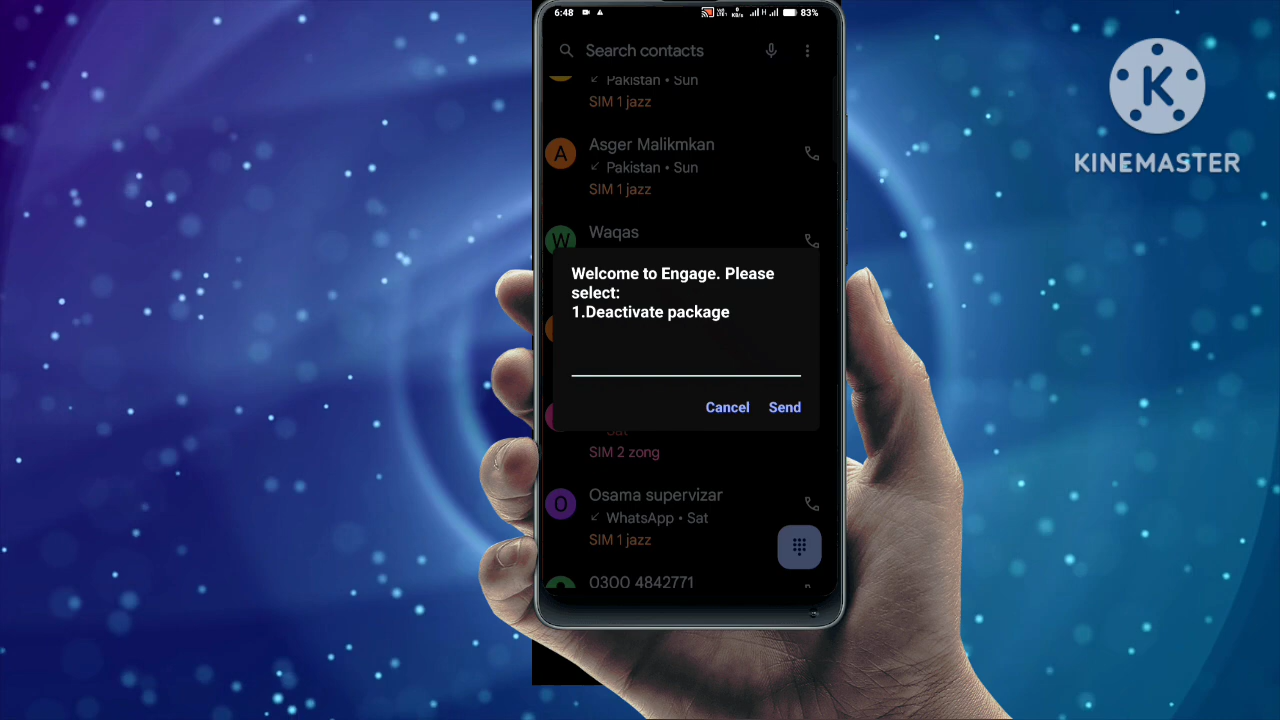 6:48
83%
Search contacts
Pakistan • Sun
SIM 1 jazz
Asger Malikmkan
Pakistan • Sun
SIM 1 jazz
Waqas
Welcome to Engage. Please
select:
1.Deactivate package
Cancel Send
Sat
SIM 2 zong
Osama supervizar
WhatsApp • Sat
SIM 1 jazz
0300 4842771
K
KINEMASTER
A
W
O